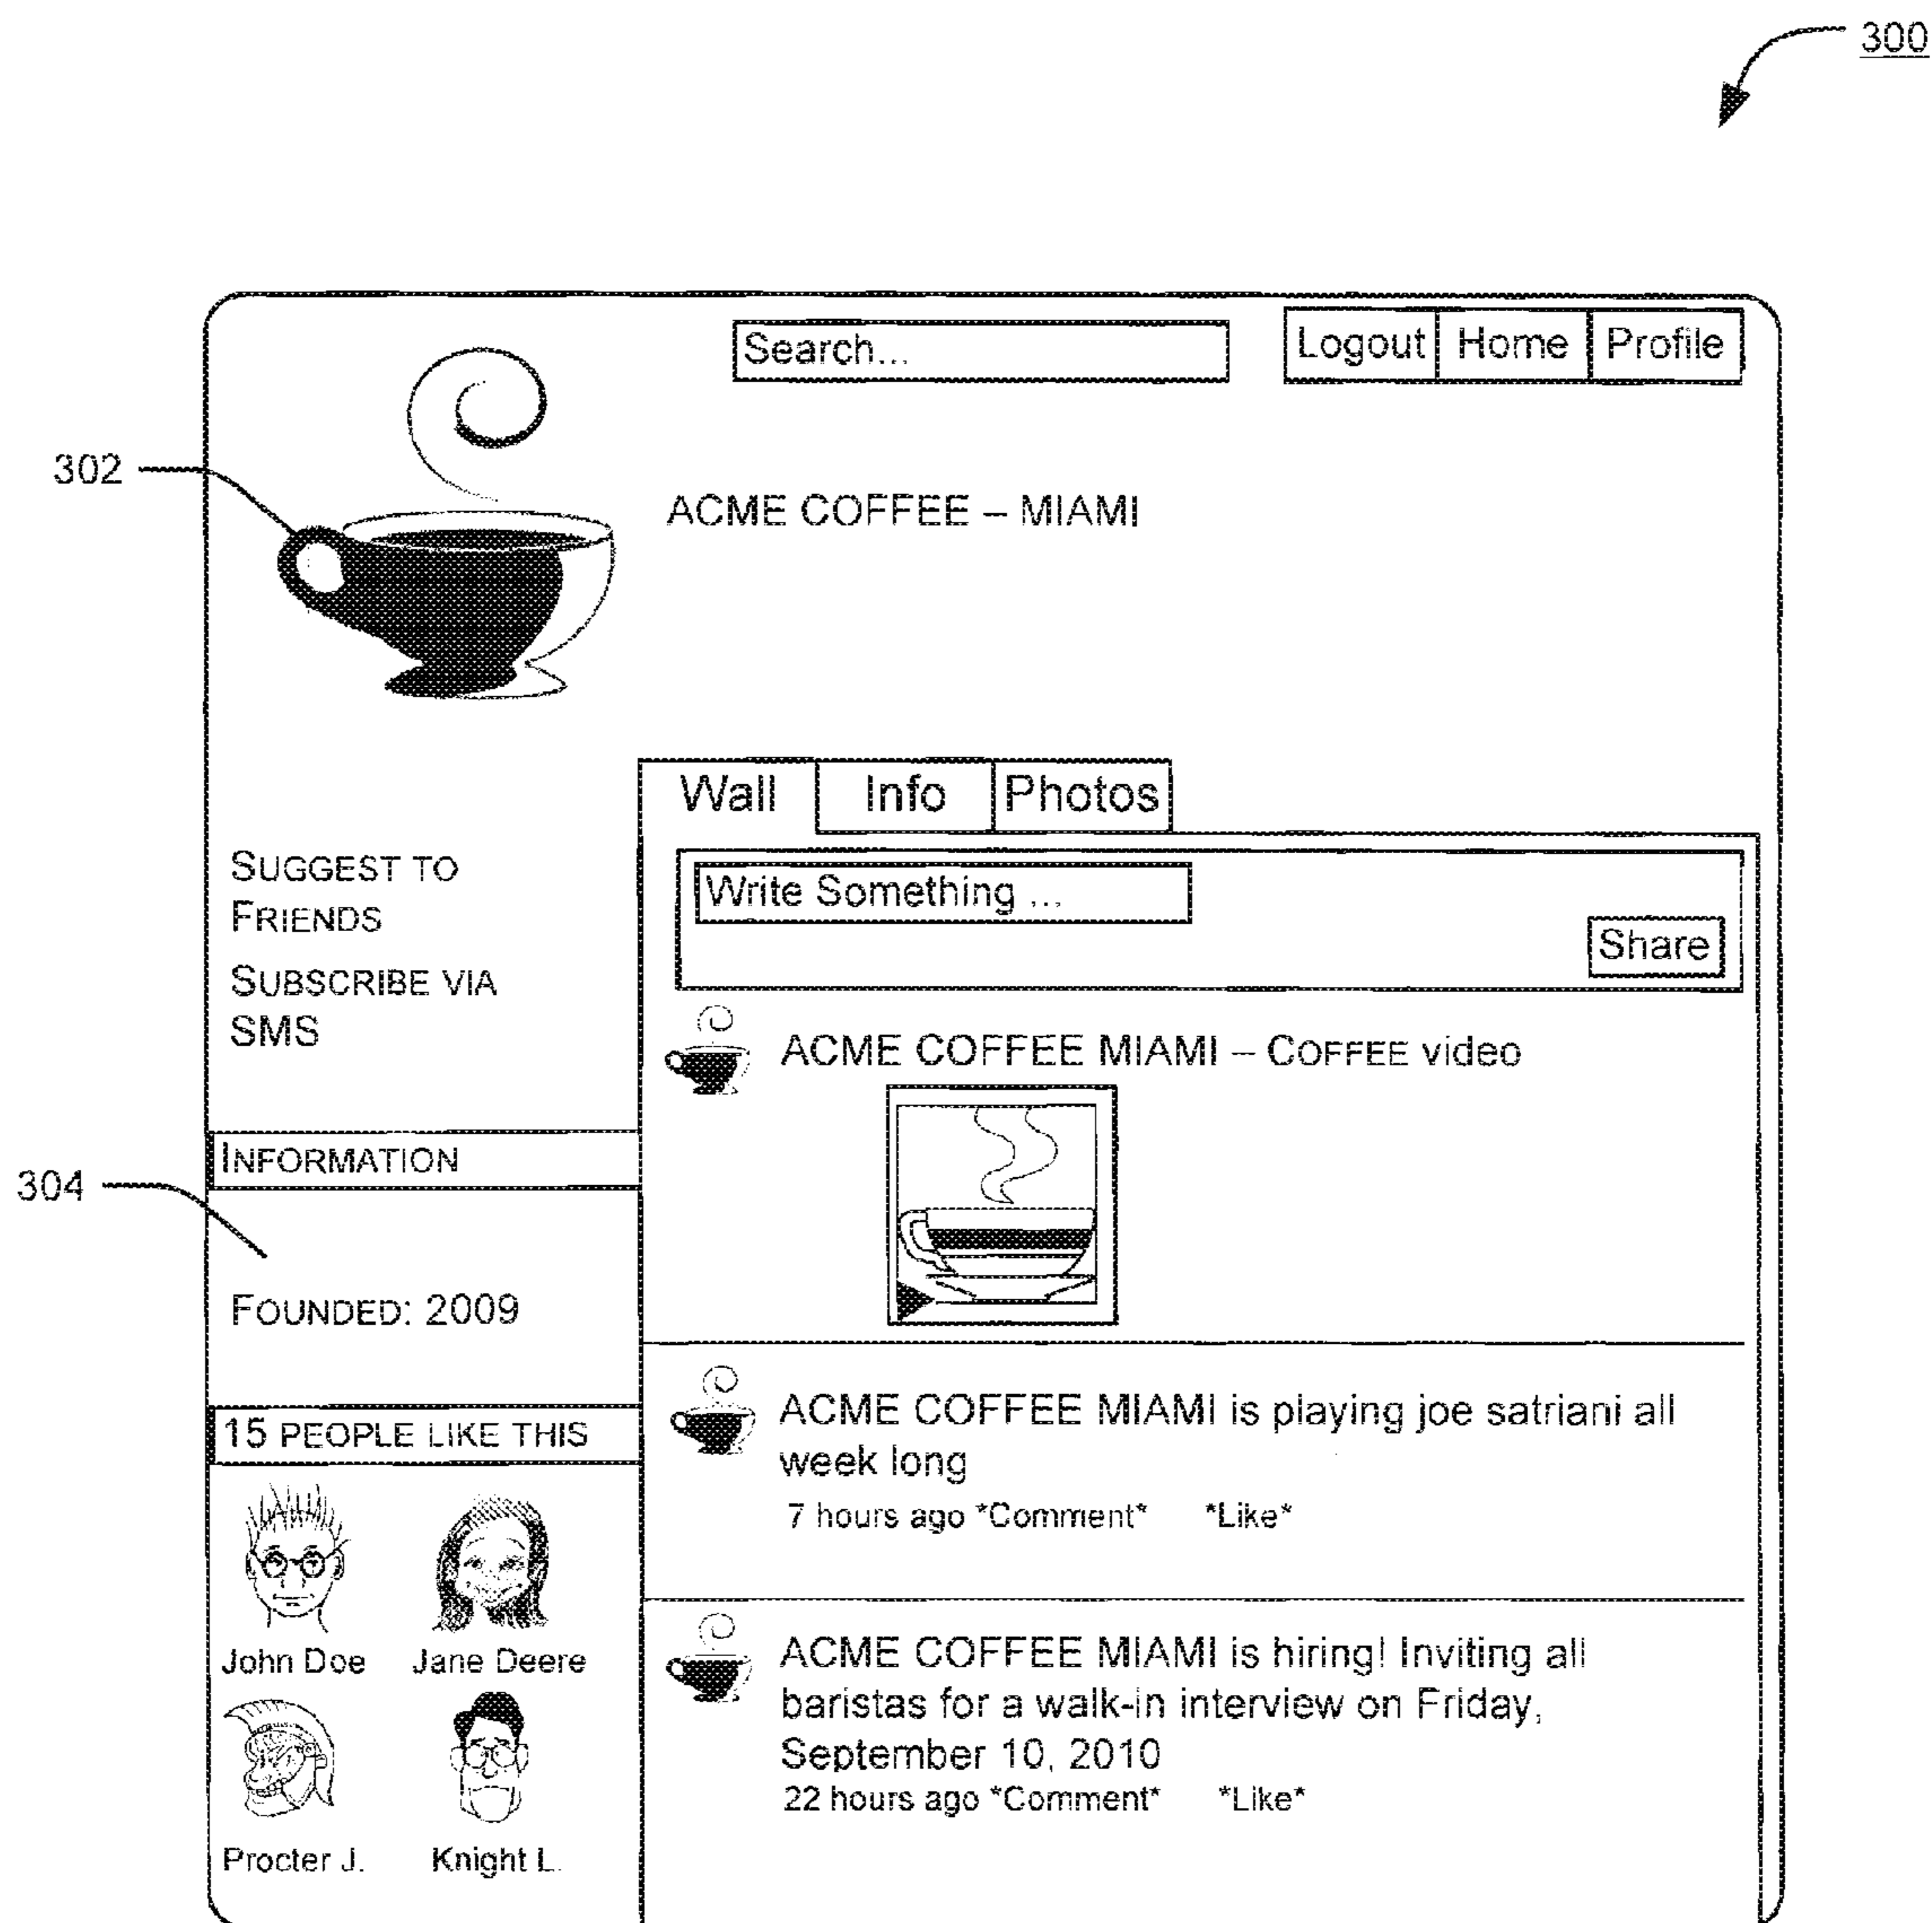 300
Search...
Logout Home Profile
302
ACME COFFEE – MIAMI
Wall Info Photos
SUGGEST TO
FRIENDS
SUBSCRIBE VIA
SMS
Write Something ...
Share
ACME COFFEE MIAMI – COFFEE video
INFORMATION
304
FOUNDED: 2009
15 PEOPLE LIKE THIS
John Doe Jane Deere
Procter J. Knight L.
ACME COFFEE MIAMI is playing joe satriani all
week long
7 hours ago *Comment* *Like*
ACME COFFEE MIAMI is hiring! Inviting all
baristas for a walk-in interview on Friday,
September 10, 2010
22 hours ago *Comment* *Like*